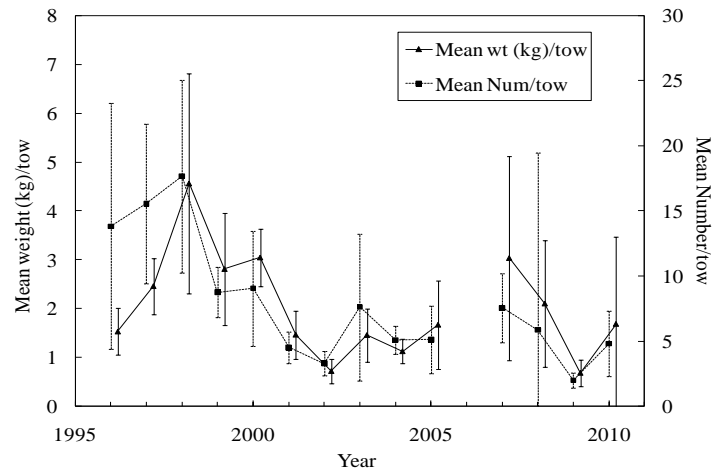 8
7
6
5
4
3
2
1
0
30
25
20
15
10
5
0
Mean wt (kg)/tow
Mean Num/tow
Mean weight (kg)/tow
Mean Number/tow
1995 2000 2005 2010
Year